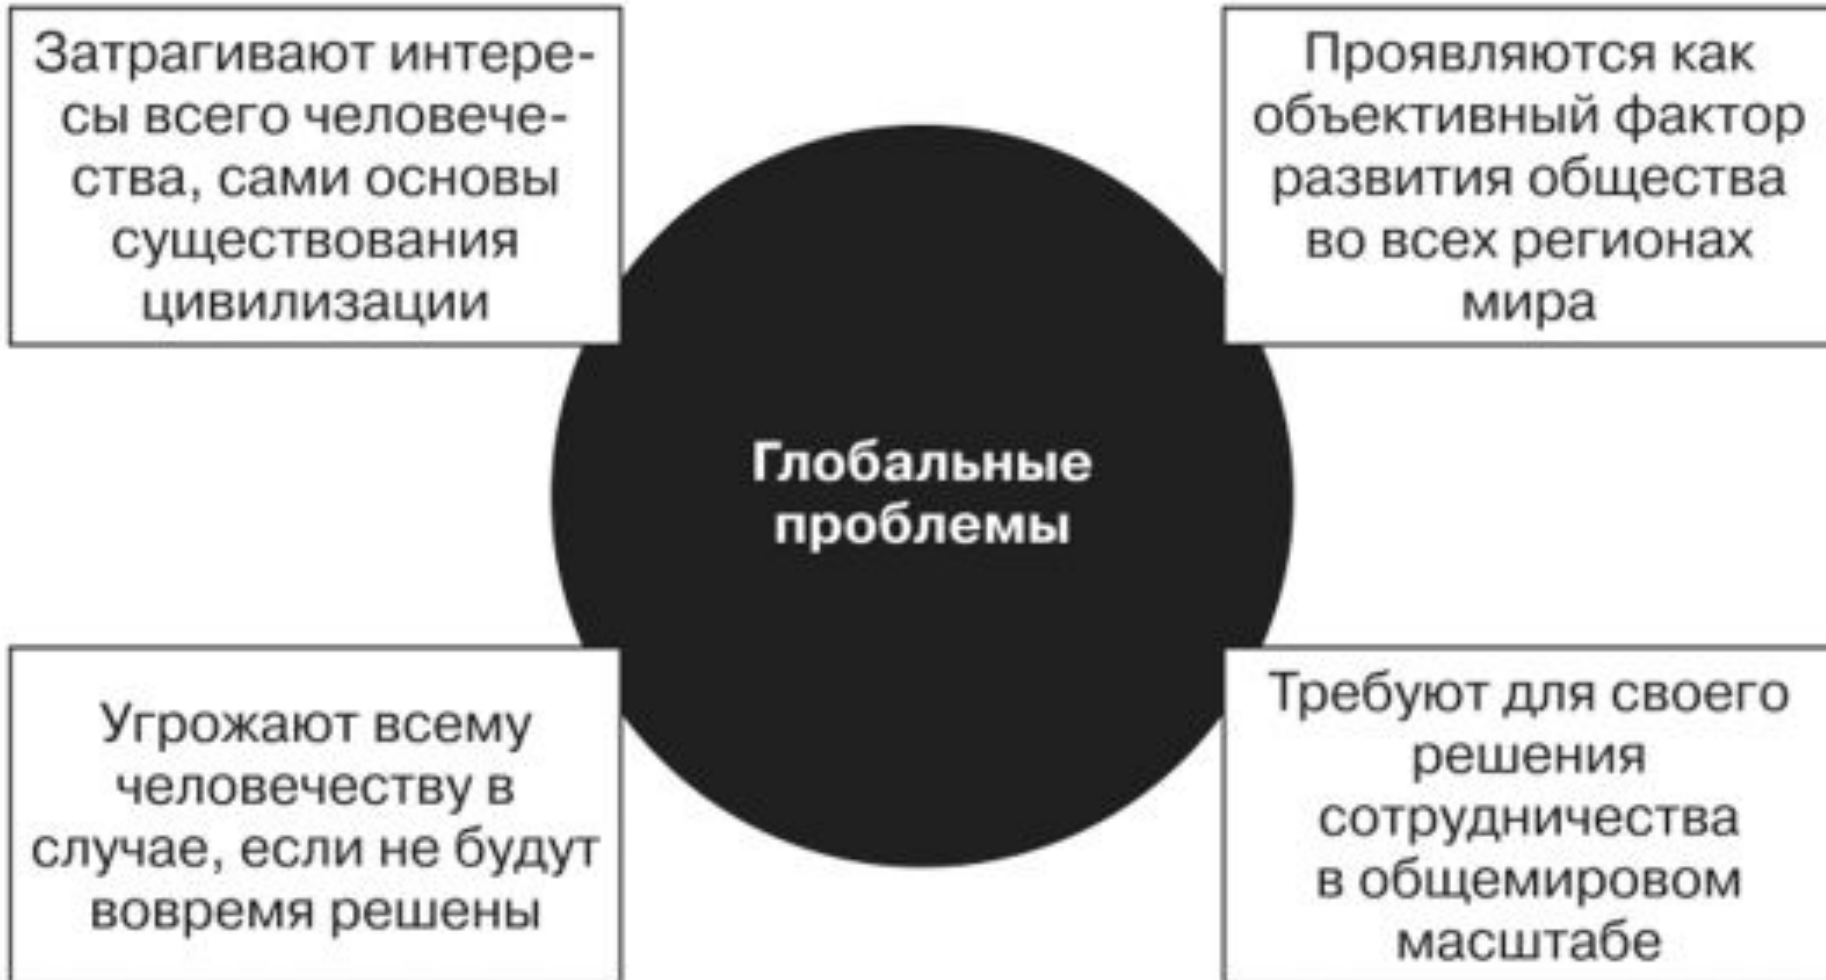 Затрагивают интере-
сы всего человече-
ства, сами основы
существования
цивилизации
Проявляются как
объективный фактор
развития общества
во всех регионах
мира
Глобальные
проблемы
Угрожают всему
человечеству в
случае, если не будут
вовремя решены
Требуют для своего
решения
сотрудничества
в общемировом
масштабе